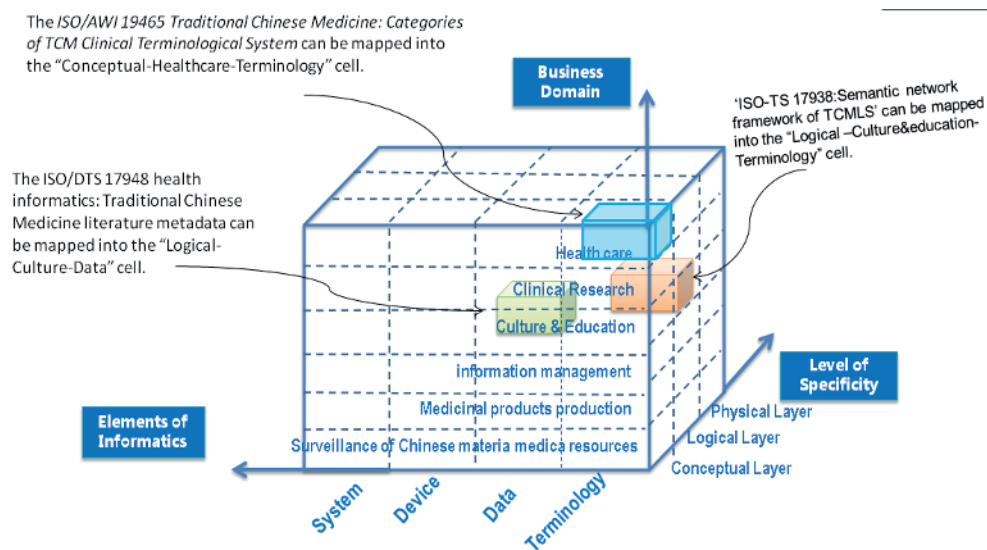 The ISO/AWI 19465 Traditional Chinese Medicine: Categories
of TCM Clinical Terminological System can be mapped into
the “Conceptual-Healthcare-Terminology” cell.
Business
Domain
‘ISO-TS 17938:Semantic network
framework of TCMLS’ can be mapped
into the “Logical –Culture&education-
Terminology” cell.
The ISO/DTS 17948 health
informatics: Traditional Chinese
Medicine literature metadata can
be mapped into the “Logical-
Culture-Data” cell.
Health care
Clinical Research
Culture & Education
information management
Medicinal products production
Surveillance of Chinese materia medica resources
Level of
Specificity
Physical Layer
Logical Layer
Conceptual Layer
Elements of
Informatics
System
Device
Data
Terminology